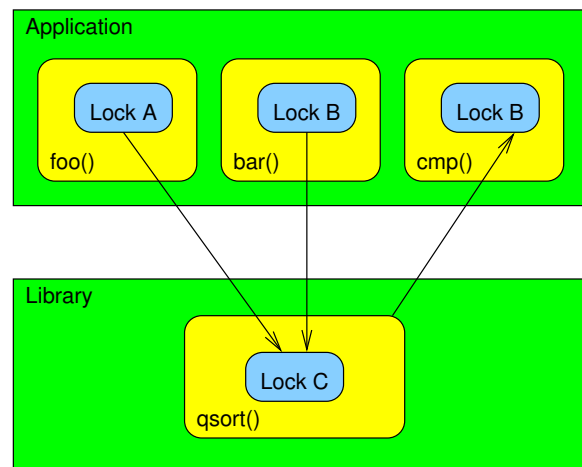 Application
Lock A
Lock B
Lock B
foo()
bar()
cmp()
Library
Lock C
qsort()